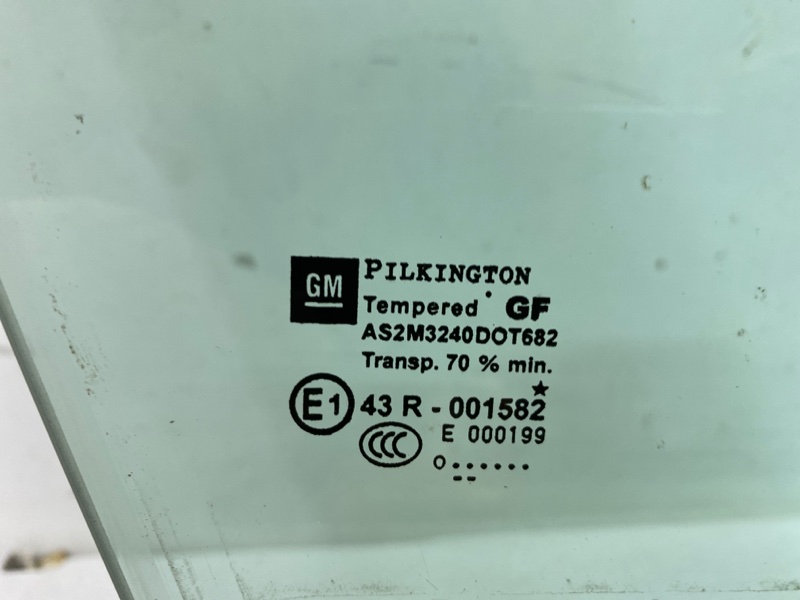 GM
PILKINGTON
Tempered GF
AS2M3240DOT682
Transp. 70 % min.
E1 43 R - 001582
CCC E 000199